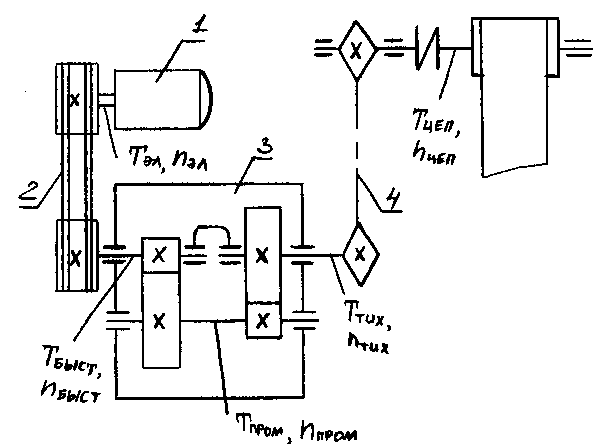 1
Tцеп,
nцеп
Tэл, nэл
3
2
4
Tтих,
nтих
Tбыст,
nбыст
Tпром, nпром